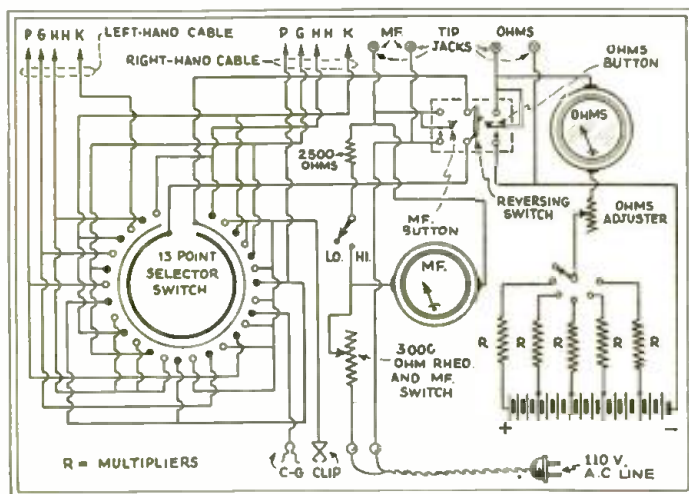 P G H H K
LEFT-HAND CABLE
RIGHT-HAND CABLE
P G H H K
MF.
TIP JACKS
OHMS
OHMS BUTTON
OHMS
2500 OHMS
REVERSING SWITCH
OHMS ADJUSTER
MF. BUTTON
13 POINT
SELECTOR
SWITCH
LO. HI.
MF.
R R R R R
3000
OHM RHEO.
AND MF.
SWITCH
+ −
R = MULTIPLIERS
C-G CLIP
110 V.
A.C LINE